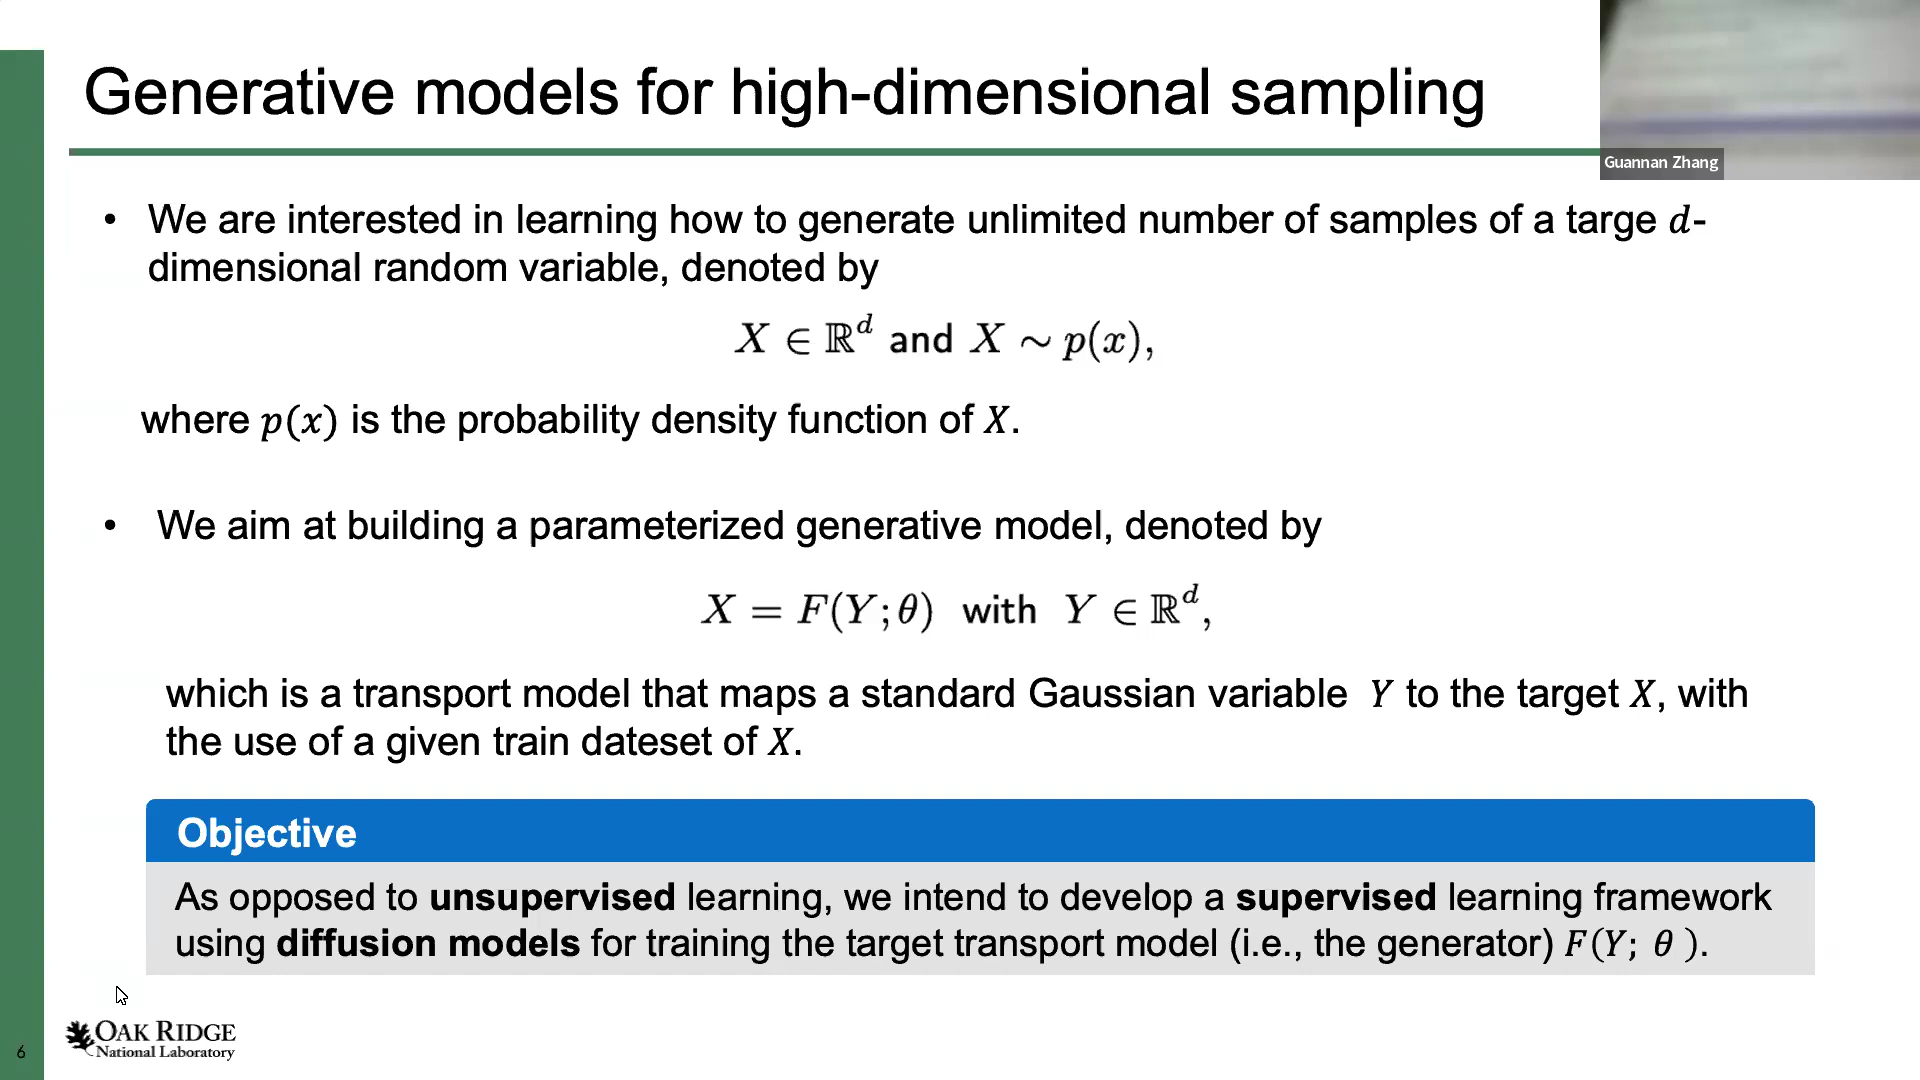 Generative models for high-dimensional sampling
Guannan Zhang
• We are interested in learning how to generate unlimited number of samples of a targe d-
dimensional random variable, denoted by
X ∈ ℝ^d and X ∼ p(x),
where p(x) is the probability density function of X.
• We aim at building a parameterized generative model, denoted by
X = F(Y; θ) with Y ∈ ℝ^d,
which is a transport model that maps a standard Gaussian variable Y to the target X, with
the use of a given train dateset of X.
Objective
As opposed to unsupervised learning, we intend to develop a supervised learning framework
using diffusion models for training the target transport model (i.e., the generator) F(Y; θ ).
OAK RIDGE
National Laboratory
6